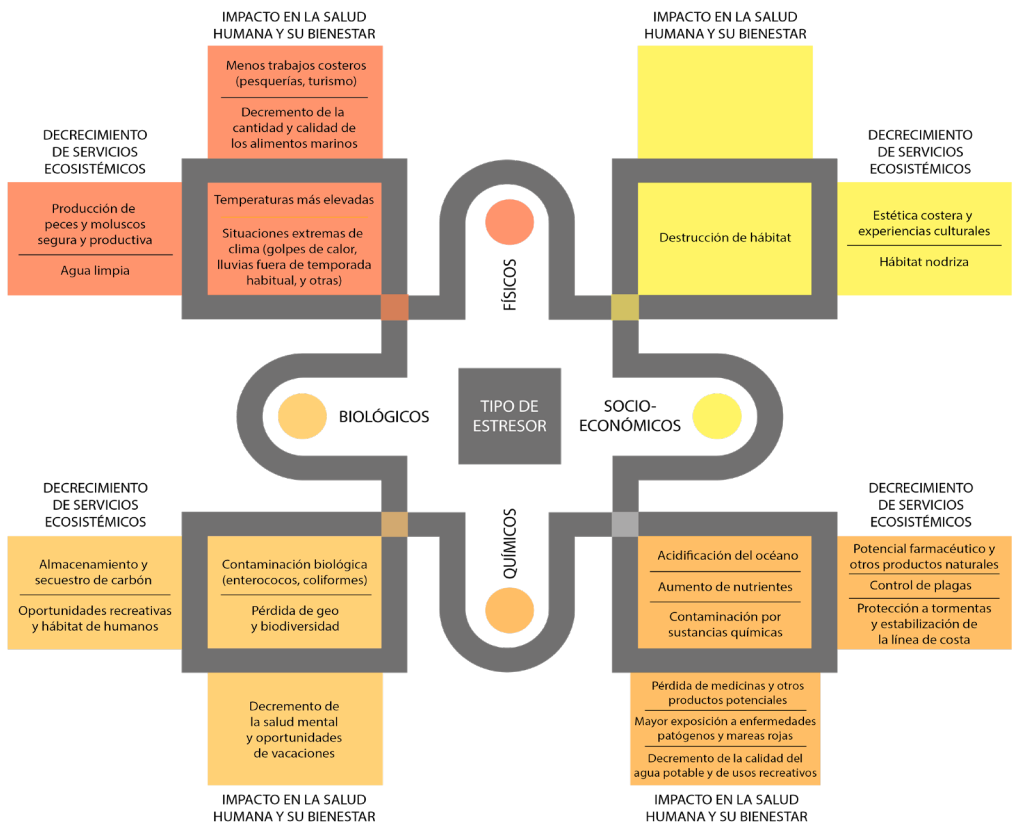 IMPACTO EN LA SALUD
HUMANA Y SU BIENESTAR
Menos trabajos costeros
(pesquerías, turismo)
Decremento de la
cantidad y calidad de
los alimentos marinos
DECRECIMIENTO
DE SERVICIOS
ECOSISTÉMICOS
Producción de
peces y moluscos
segura y productiva
Agua limpia
Temperaturas más elevadas
Situaciones extremas de
clima (golpes de calor,
lluvias fuera de temporada
habitual, y otras)
FÍSICOS
IMPACTO EN LA SALUD
HUMANA Y SU BIENESTAR
Destrucción de hábitat
DECRECIMIENTO
DE SERVICIOS
ECOSISTÉMICOS
Estética costera y
experiencias culturales
Hábitat nodriza
BIOLÓGICOS
TIPO DE
ESTRESOR
SOCIO-
ECONÓMICOS
QUÍMICOS
DECRECIMIENTO
DE SERVICIOS
ECOSISTÉMICOS
Almacenamiento y
secuestro de carbón
Oportunidades recreativas
y hábitat de humanos
Contaminación biológica
(enterococos, coliformes)
Pérdida de geo
y biodiversidad
Decremento de
la salud mental
y oportunidades
de vacaciones
IMPACTO EN LA SALUD
HUMANA Y SU BIENESTAR
Acidificación del océano
Aumento de nutrientes
Contaminación por
sustancias químicas
DECRECIMIENTO
DE SERVICIOS
ECOSISTÉMICOS
Potencial farmacéutico y
otros productos naturales
Control de plagas
Protección a tormentas
y estabilización de
la línea de costa
Pérdida de medicinas y otros
productos potenciales
Mayor exposición a enfermedades
patógenos y mareas rojas
Decremento de la calidad del
agua potable y de usos recreativos
IMPACTO EN LA SALUD
HUMANA Y SU BIENESTAR